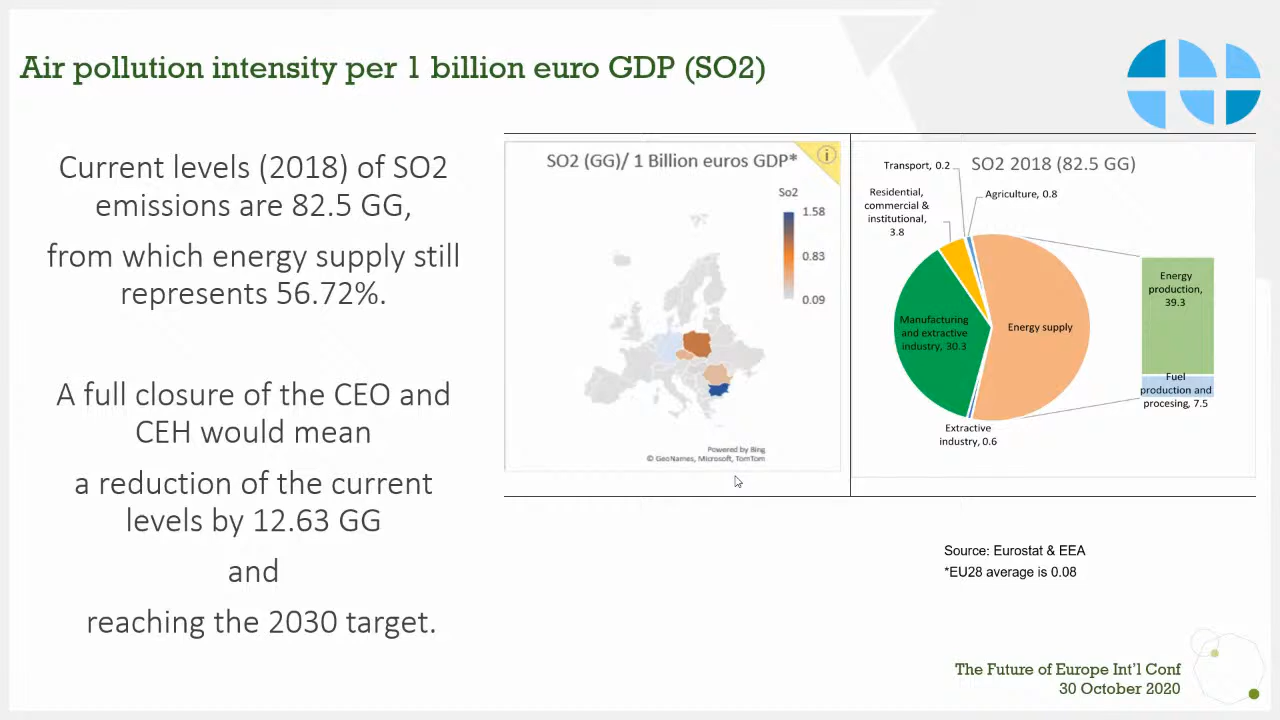 Air pollution intensity per 1 billion euro GDP (SO2)
Current levels (2018) of SO2
emissions are 82.5 GG,
from which energy supply still
represents 56.72%.
A full closure of the CEO and
CEH would mean
a reduction of the current
levels by 12.63 GG
and
reaching the 2030 target.
SO2 (GG)/ 1 Billion euros GDP*
i
So2
1.58
0.83
0.09
Powered by Bing
© GeoNames, Microsoft, TomTom
SO2 2018 (82.5 GG)
Transport, 0.2
Agriculture, 0.8
Residential,
commercial &
institutional,
3.8
Manufacturing
and extractive
industry, 30.3
Energy supply
Energy
production,
39.3
Fuel
production and
procesing, 7.5
Extractive
industry, 0.6
Source: Eurostat & EEA
*EU28 average is 0.08
The Future of Europe Int'l Conf
30 October 2020